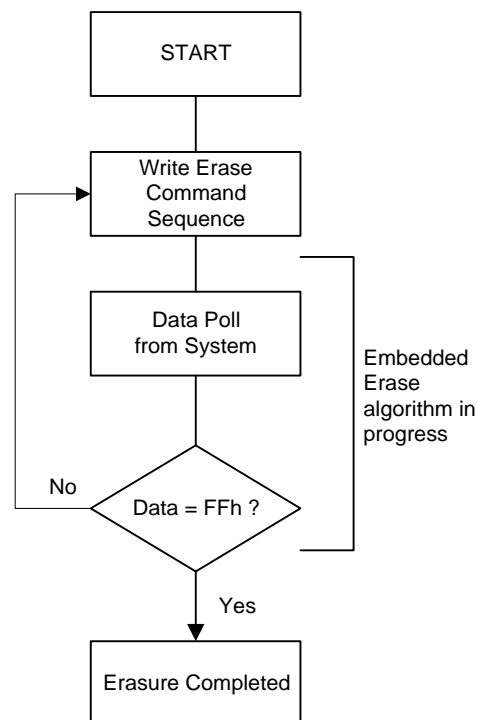 START
Write Erase
Command
Sequence
Data Poll
from System
Embedded
Erase
algorithm in
progress
No
Data = FFh ?
Yes
Erasure Completed